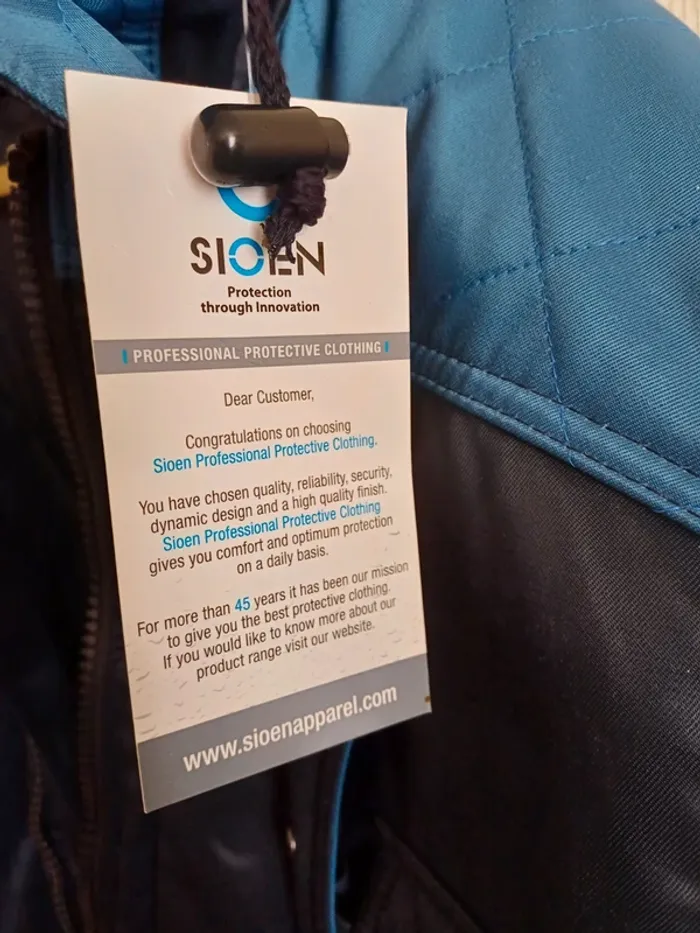 SIOEN
Protection
through Innovation
PROFESSIONAL PROTECTIVE CLOTHING
Dear Customer,
Congratulations on choosing
Sioen Professional Protective Clothing.
You have chosen quality, reliability, security,
dynamic design and a high quality finish.
Sioen Professional Protective Clothing
gives you comfort and optimum protection
on a daily basis.
For more than 45 years it has been our mission
to give you the best protective clothing.
If you would like to know more about our
product range visit our website.
www.sioenapparel.com